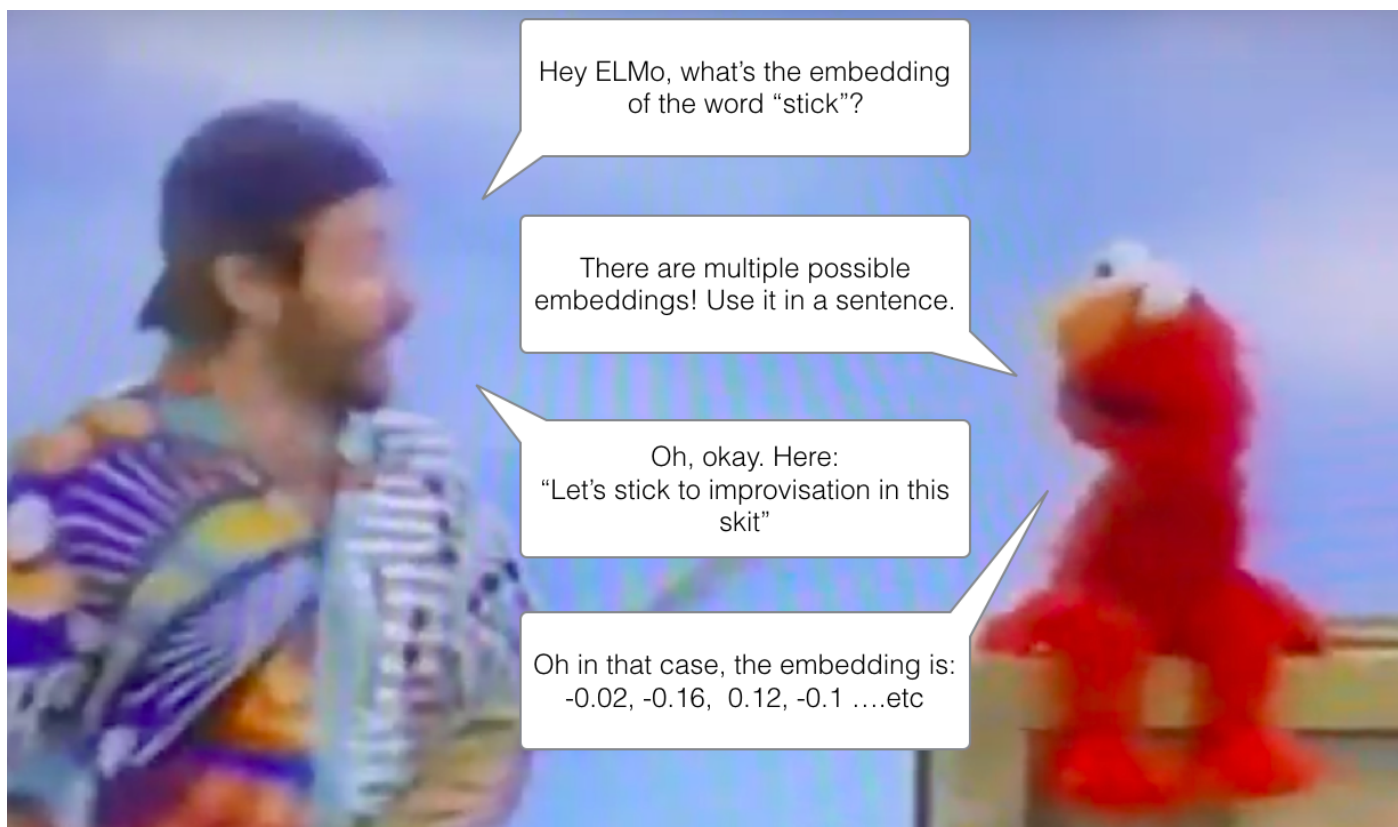 Hey ELMo, what’s the embedding
of the word “stick”?
There are multiple possible
embeddings! Use it in a sentence.
Oh, okay. Here:
“Let’s stick to improvisation in this
skit”
Oh in that case, the embedding is:
-0.02, -0.16,  0.12, -0.1 ….etc